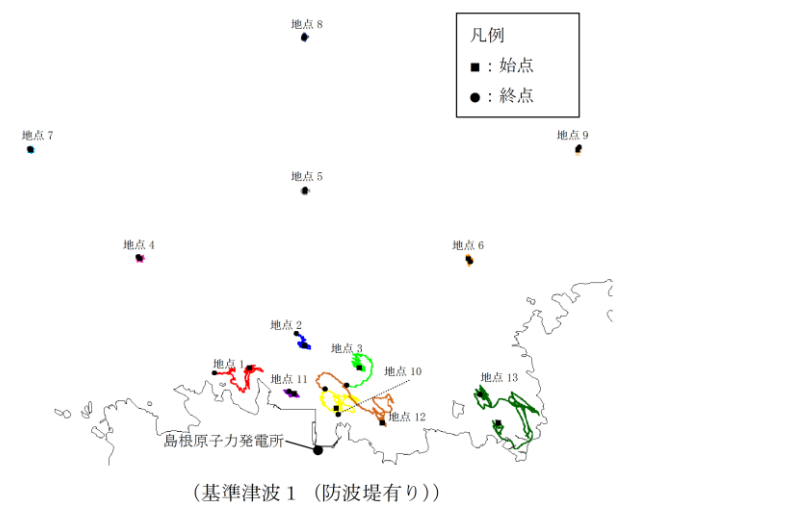 地点 8
凡例
■：始点
●：終点
地点 7
地点 9
地点 5
地点 4
地点 6
地点 2
地点 3
地点 1
地点 10
地点 11
地点 13
地点 12
島根原子力発電所
（基準津波１（防波堤有り））